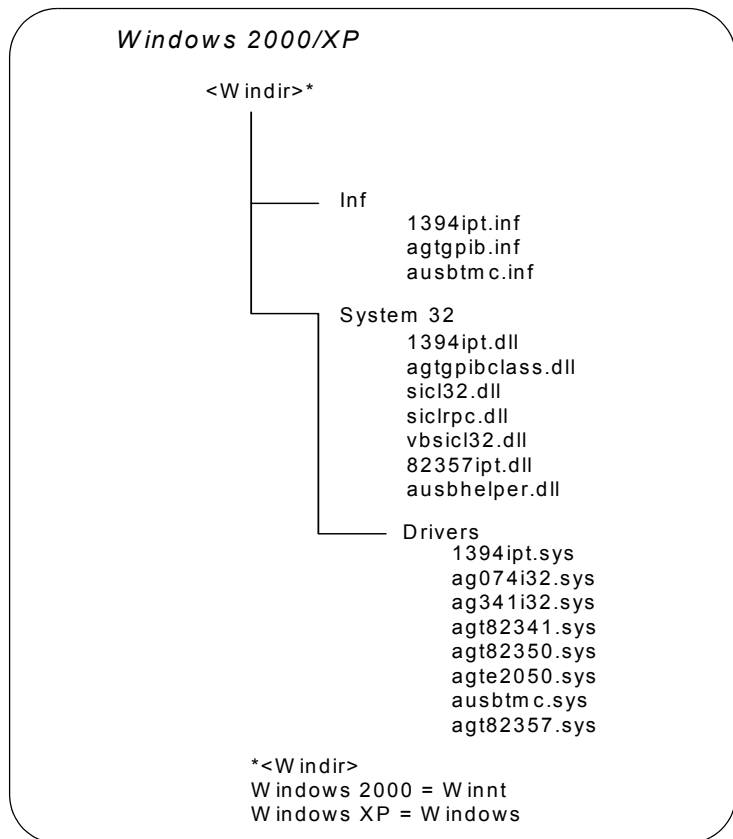 Windows 2000/XP
<Windir>*
Inf
1394ipt.inf
agtgpib.inf
ausbtmc.inf
System 32
1394ipt.dll
agtgpibclass.dll
sicl32.dll
siclrpc.dll
vbsicl32.dll
82357ipt.dll
ausbhelper.dll
Drivers
1394ipt.sys
ag074i32.sys
ag341i32.sys
agt82341.sys
agt82350.sys
agte2050.sys
ausbtmc.sys
agt82357.sys
*<Windir>
Windows 2000 = Winnt
Windows XP = Windows